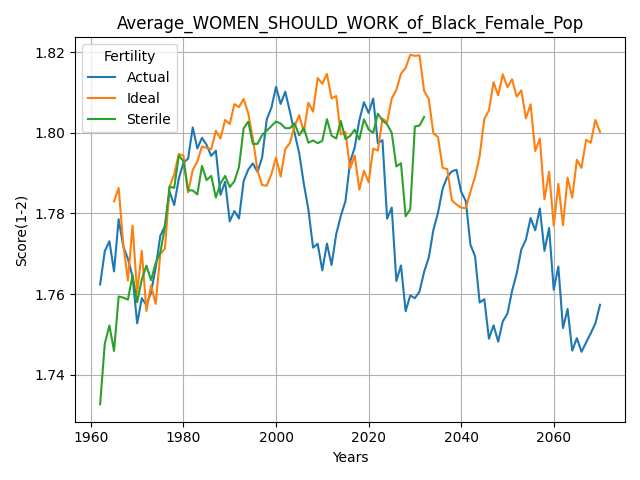 Average_WOMEN_SHOULD_WORK_of_Black_Female_Pop
Fertility
Actual
Ideal
Sterile
1.82
1.80
1.78
1.76
1.74
Score(1-2)
1960
1980
2000
2020
2040
2060
Years